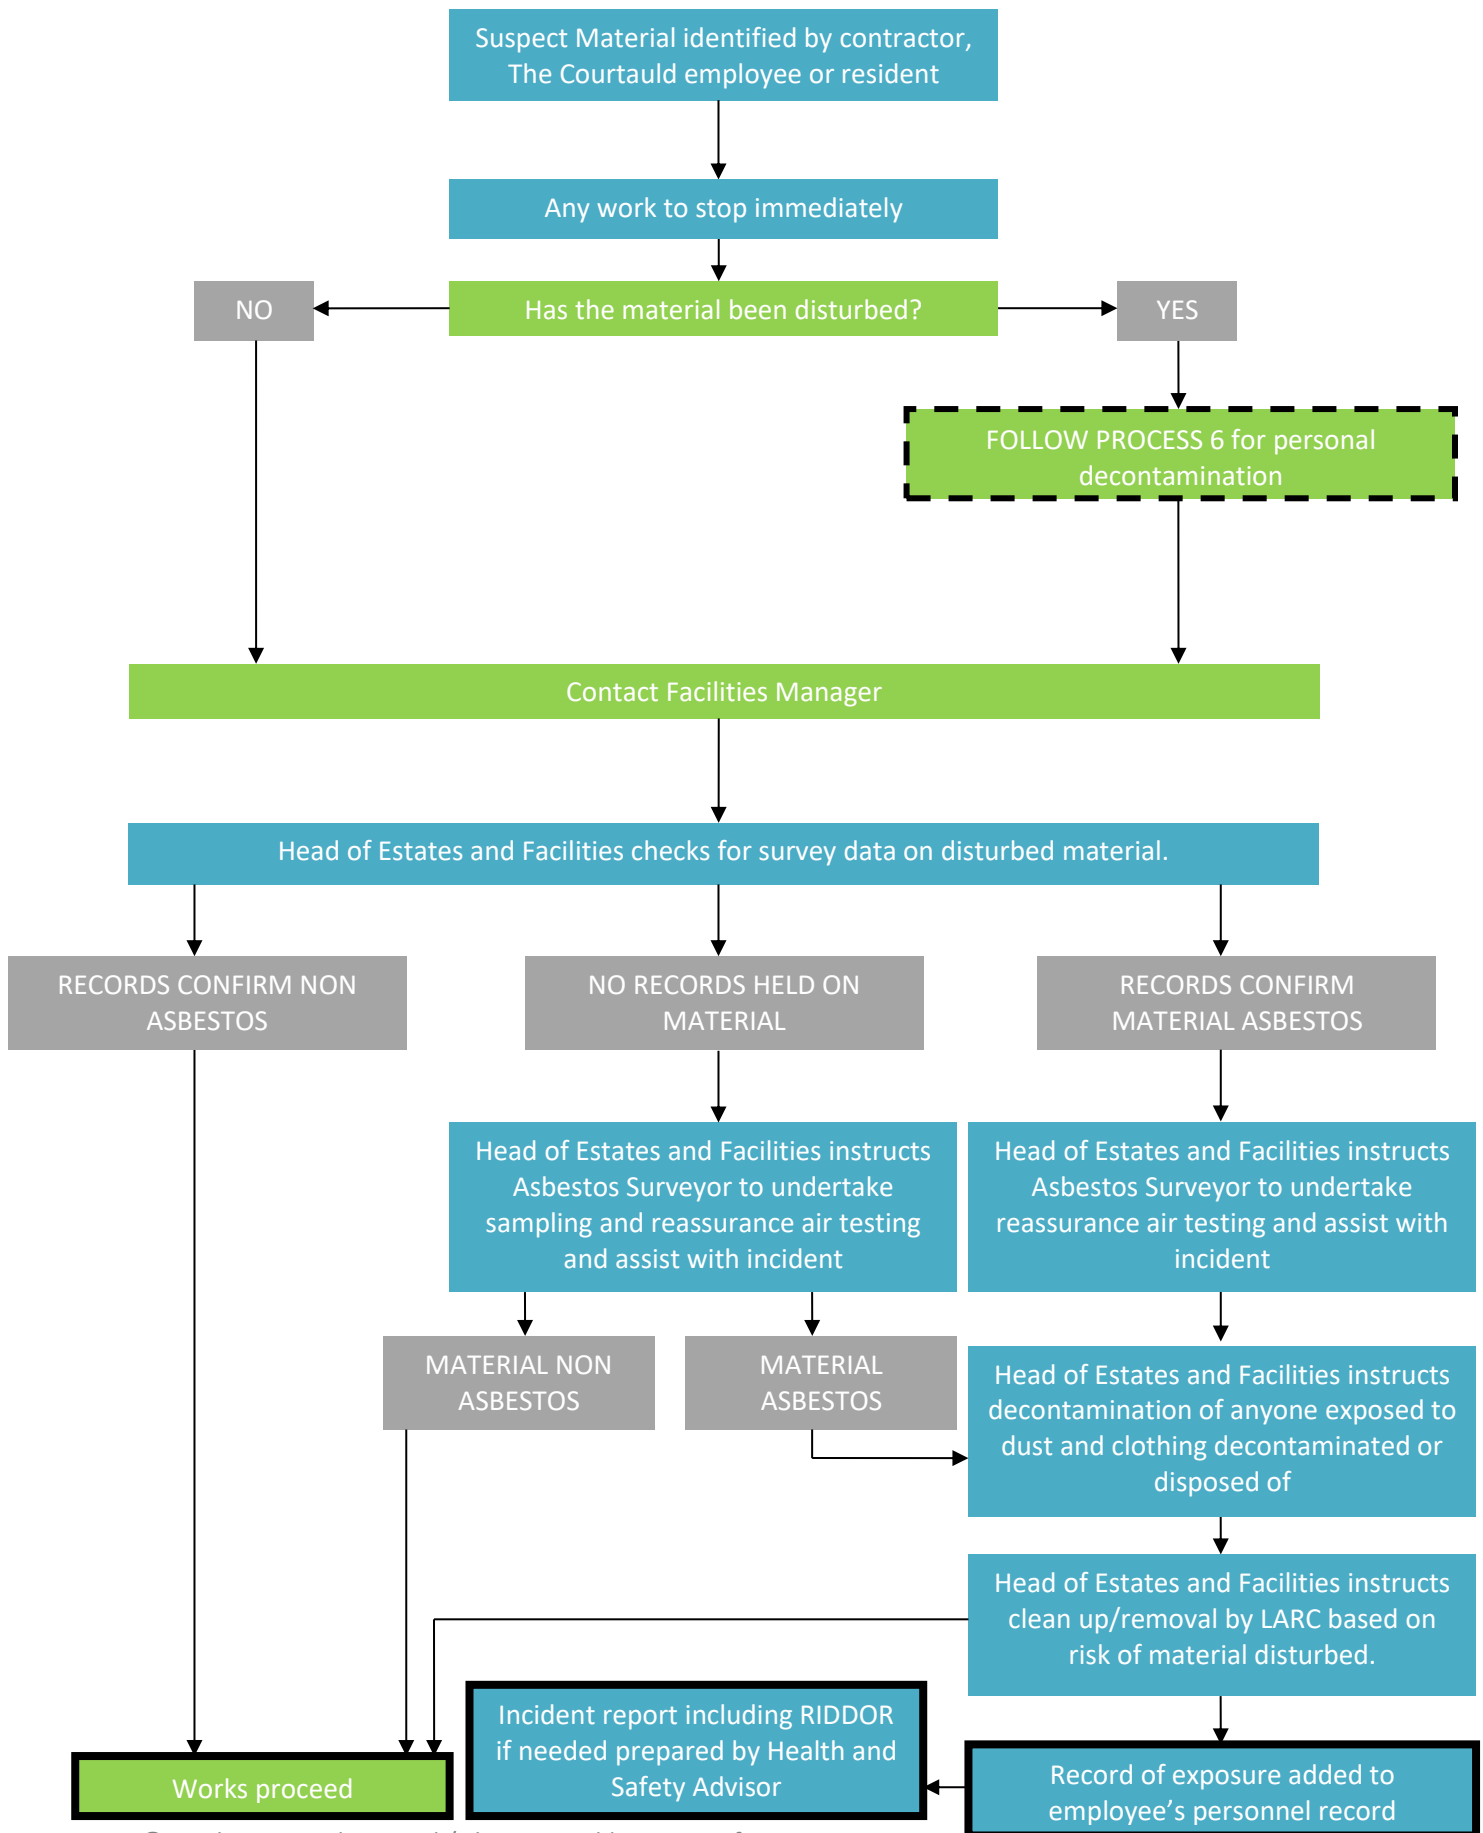 Suspect Material identified by contractor,
The Courtauld employee or resident
Any work to stop immediately
NO
Has the material been disturbed?
YES
FOLLOW PROCESS 6 for personal
decontamination
Contact Facilities Manager
Head of Estates and Facilities checks for survey data on disturbed material.
RECORDS CONFIRM NON
ASBESTOS
NO RECORDS HELD ON
MATERIAL
RECORDS CONFIRM
MATERIAL ASBESTOS
Head of Estates and Facilities instructs
Asbestos Surveyor to undertake
sampling and reassurance air testing
and assist with incident
Head of Estates and Facilities instructs
Asbestos Surveyor to undertake
reassurance air testing and assist with
incident
MATERIAL NON
ASBESTOS
MATERIAL
ASBESTOS
Head of Estates and Facilities instructs
decontamination of anyone exposed to
dust and clothing decontaminated or
disposed of
Head of Estates and Facilities instructs
clean up/removal by LARC based on
risk of material disturbed.
Incident report including RIDDOR
if needed prepared by Health and
Safety Advisor
Works proceed
Record of exposure added to
employee's personnel record